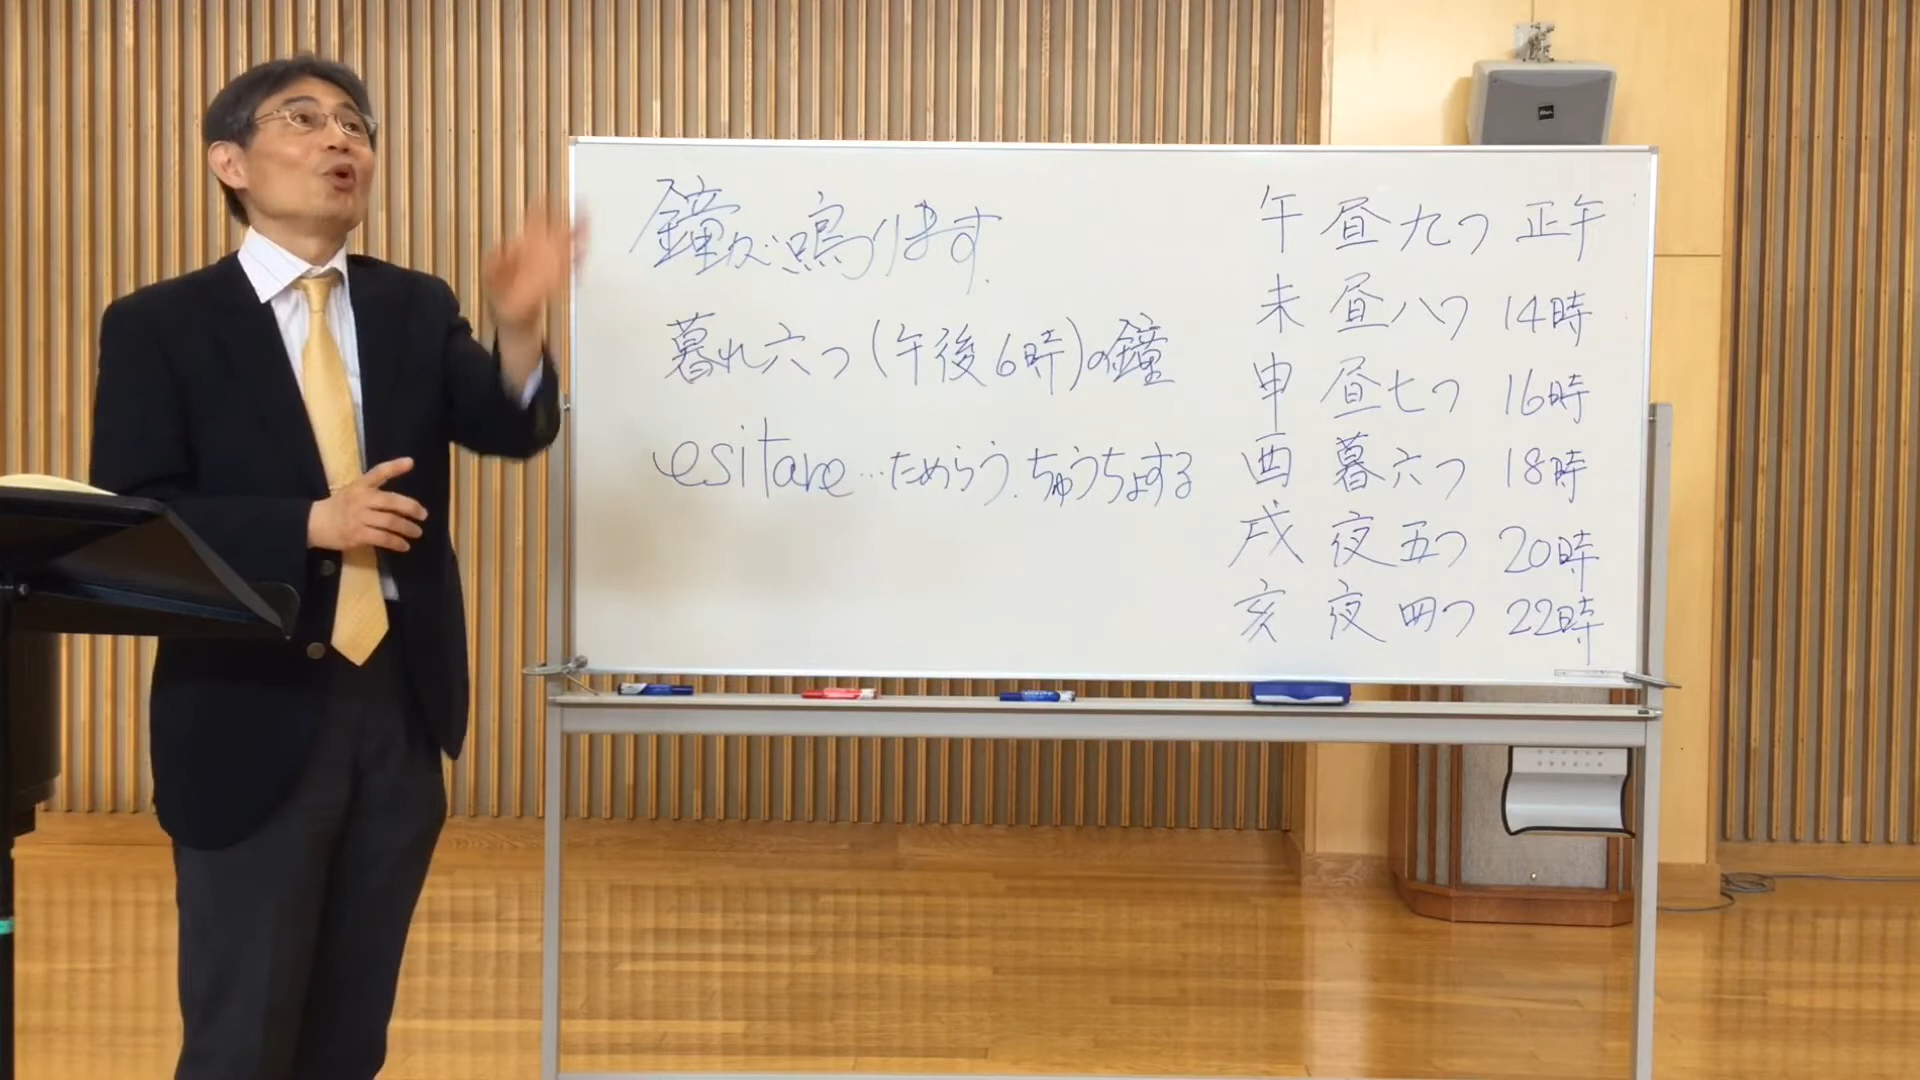 鐘が鳴ります
暮れ六つ(午後6時)の鐘
esitare…ためらう.ちゅうちょする
午 昼九つ 正午
未 昼八つ 14時
申 昼七つ 16時
酉 暮六つ 18時
戌 夜五つ 20時
亥 夜四つ 22時